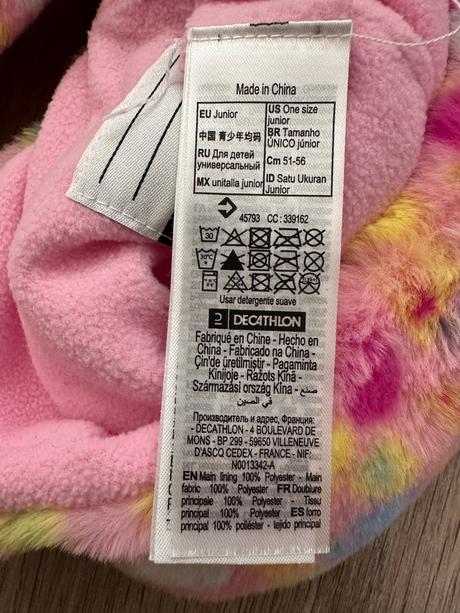 Made in China
EU Junior
US One size
junior
中国 青少年均码
BR Tamanho
ÚNICO júnior
RU Для детей
универсальный
Cm 51-56
MX unitalla junior
ID Satu Ukuran
Junior
45793 CC : 339162
30
30°C
Usar detergente suave
DECATHLON
Fabriqué en Chine - Hecho en
China - Fabricado na China -
Çin'de üretilmiştir - Pagaminta
Kinijoje - Ražots Ķīnā -
Származási ország Kína - صنع
في الصين
Производитель и адрес, Франция:
- DECATHLON - 4 BOULEVARD DE
MONS - BP 299 - 59650 VILLENEUVE
D'ASCQ CEDEX - FRANCE - NIF:
N0013342-A
EN Main lining 100% Polyester - Main
fabric 100% Polyester FR Doublure
principale 100% Polyester - Tissu
principal 100% Polyester ES forro
principal 100% poliéster - tejido principal